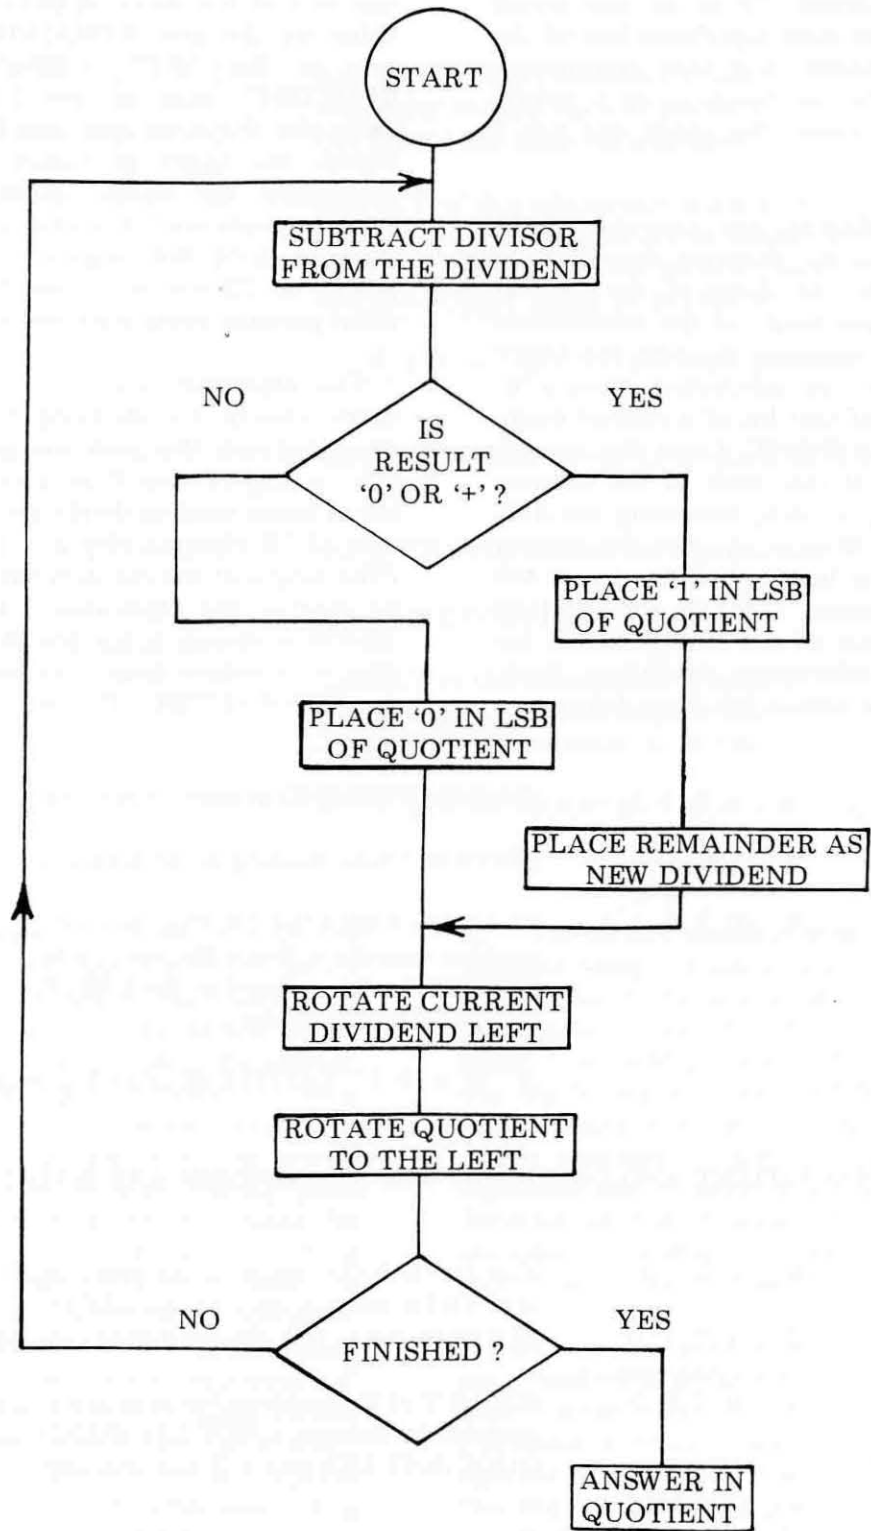 START
SUBTRACT DIVISOR
FROM THE DIVIDEND
NO
YES
IS
RESULT
‘0’ OR ‘+’ ?
PLACE ‘1’ IN LSB
OF QUOTIENT
PLACE ‘0’ IN LSB
OF QUOTIENT
PLACE REMAINDER AS
NEW DIVIDEND
ROTATE CURRENT
DIVIDEND LEFT
ROTATE QUOTIENT
TO THE LEFT
NO
YES
FINISHED ?
ANSWER IN
QUOTIENT